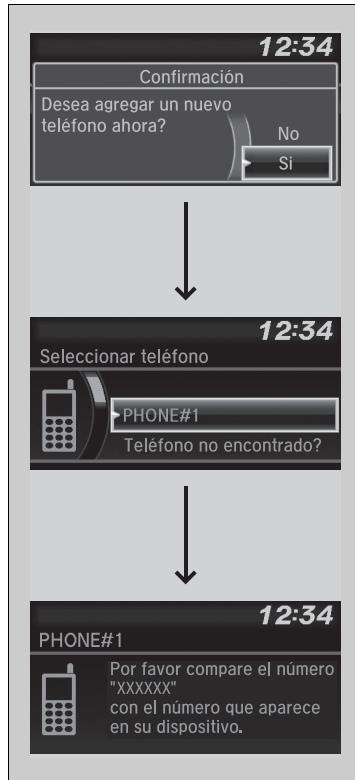 12:34
Confirmación
Desea agregar un nuevo
teléfono ahora?
No
Si
12:34
Seleccionar teléfono
PHONE#1
Teléfono no encontrado?
12:34
PHONE#1
Por favor compare el número
"XXXXXX"
con el número que aparece
en su dispositivo.